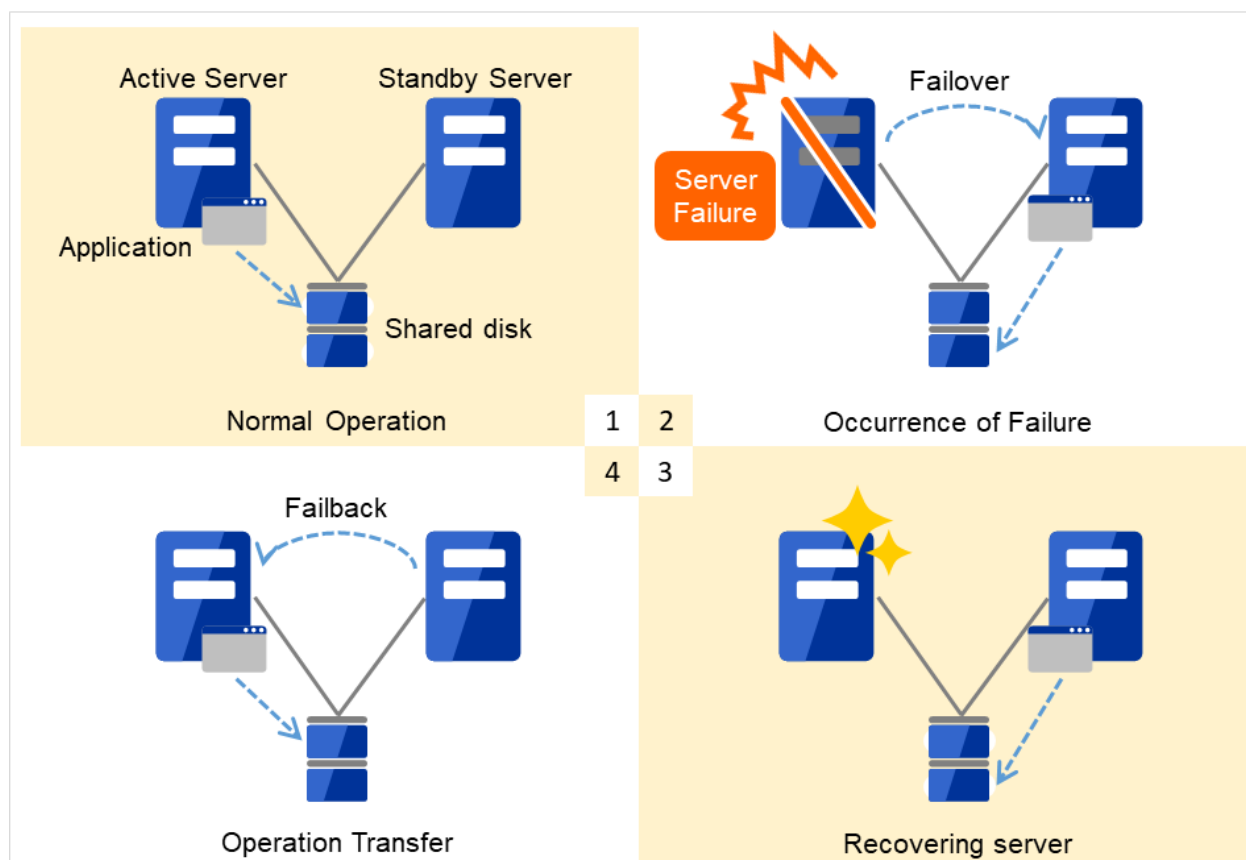 Active Server
Standby Server
Application
Shared disk
Normal Operation
1
Failover
Server
Failure
Occurrence of Failure
2
Failback
Operation Transfer
4
3
Recovering server